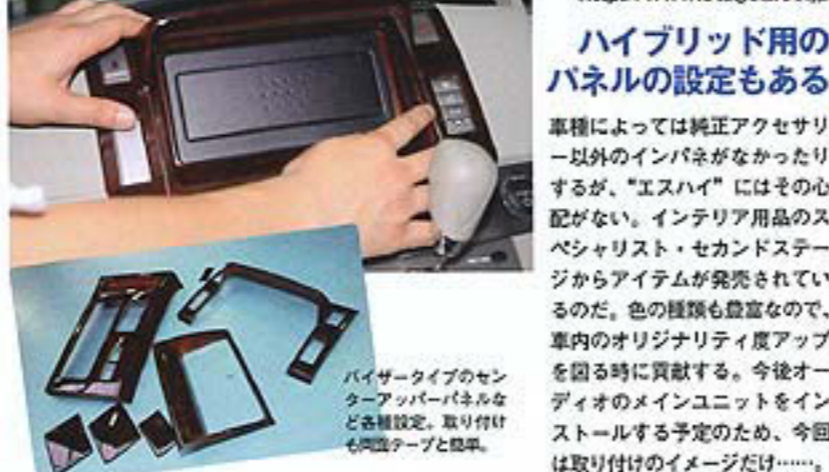 ハイブリッド用の
パネルの設定もある
車種によっては純正アクセサリ
ー以外のインパネがなかったり
するが、"エスハイ" にはその心
配がない。インテリア用品のス
ペシャリスト・セカンドステー
ジからアイテムが発売されてい
るのだ。色の種類も豊富なので、
車内のオリジナリティ度アップ
を図る時に貢献する。今後オー
ディオのメインユニットをイン
ストールする予定のため、今回
は取り付けのイメージだけ……。
バイザータイプのセン
ターアッパーパネルな
ど各種設定。取り付け
も両面テープと簡単。